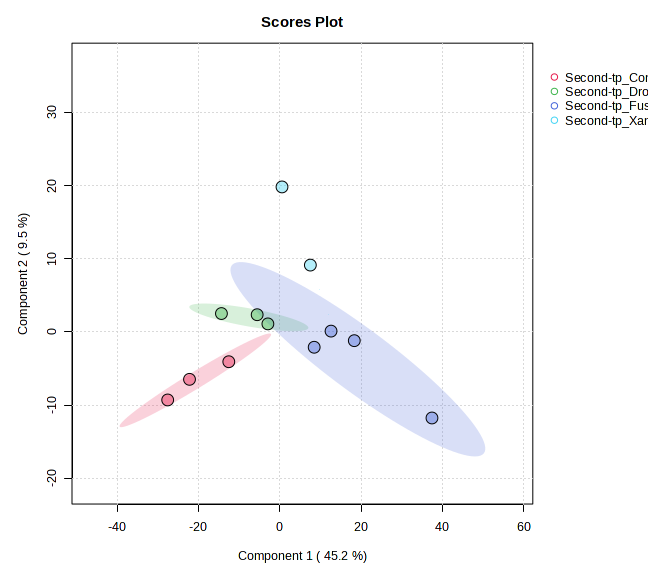 Scores Plot
Second-tp_Cor
Second-tp_Dro
Second-tp_Fus
Second-tp_Xar
30
20
10
0
-10
-20
Component 2 ( 9.5 %)
-40
-20
0
20
40
60
Component 1 ( 45.2 %)